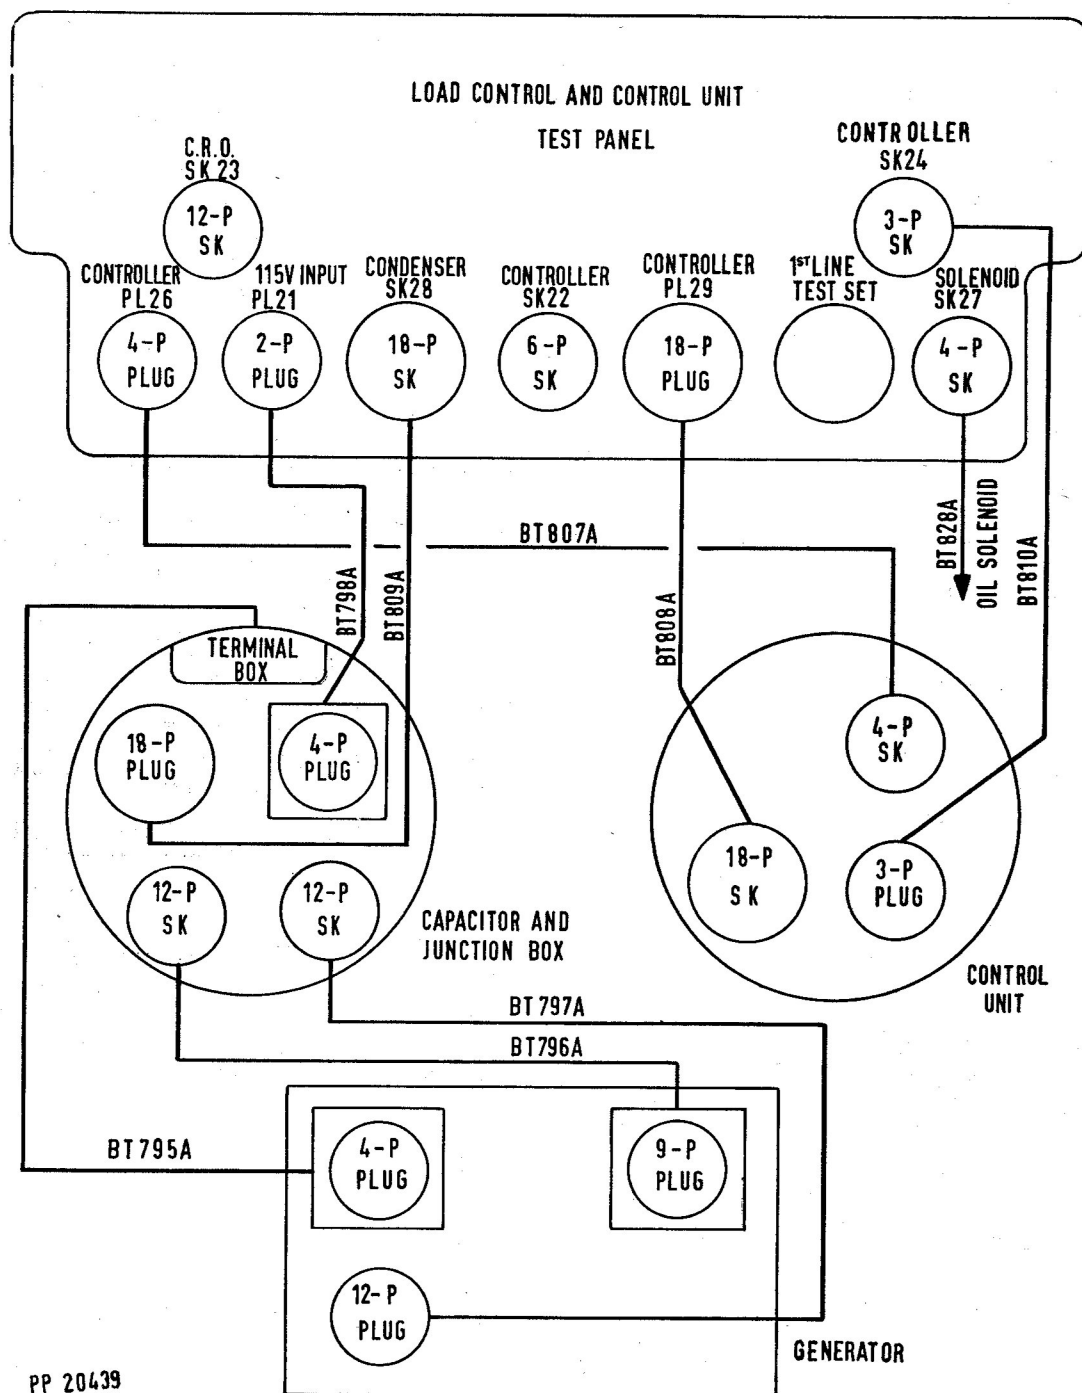 LOAD CONTROL AND CONTROL UNIT
TEST PANEL
C.R.O.
SK 23
12-P
SK
CONTROLLER
SK24
3-P
SK
CONTROLLER
PL26
4-P
PLUG
115V INPUT
PL21
2-P
PLUG
CONDENSER
SK28
18-P
SK
CONTROLLER
SK22
6-P
SK
CONTROLLER
PL29
18-P
PLUG
1ST LINE
TEST SET
SOLENOID
SK27
4-P
SK
BT807A
BT798A
BT809A
BT808A
BT828A
OIL SOLENOID
BT810A
TERMINAL
BOX
18-P
PLUG
4-P
PLUG
12-P
SK
12-P
SK
CAPACITOR AND
JUNCTION BOX
4-P
SK
18-P
SK
3-P
PLUG
CONTROL
UNIT
BT797A
BT796A
BT795A
4-P
PLUG
9-P
PLUG
12-P
PLUG
GENERATOR
PP 20439